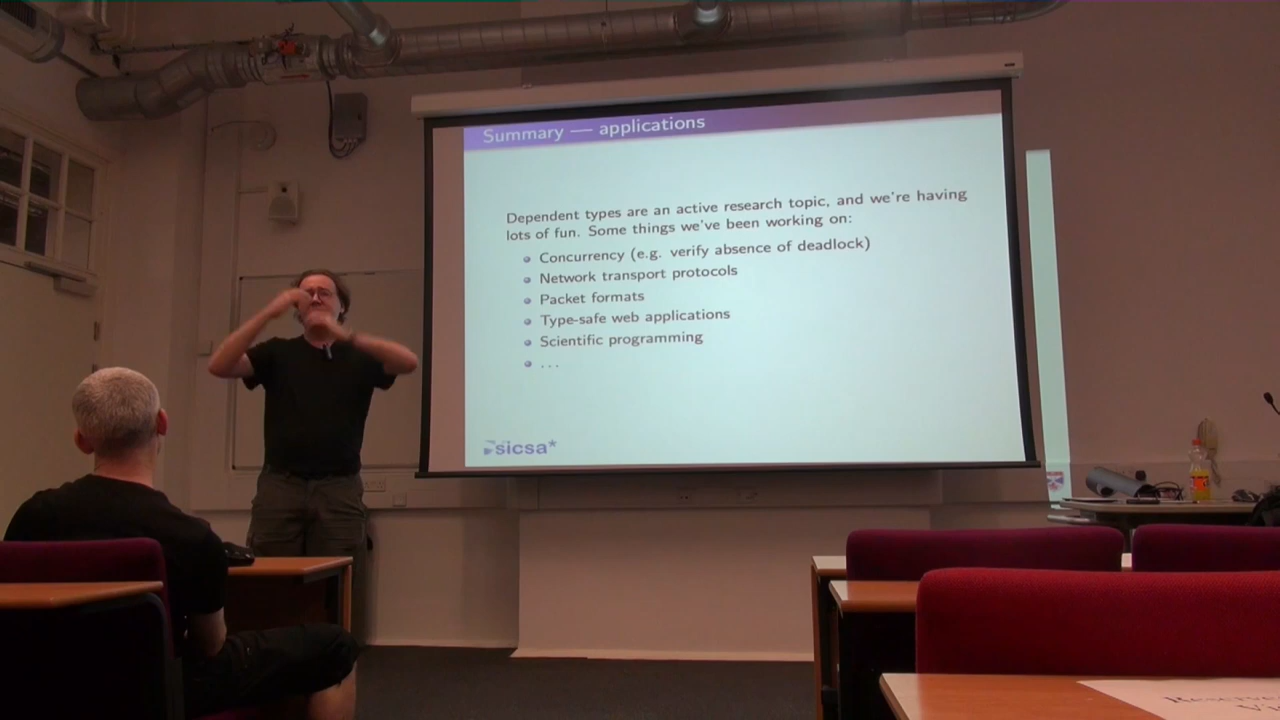 Summary — applications
Dependent types are an active research topic, and we're having
lots of fun. Some things we've been working on:
Concurrency (e.g. verify absence of deadlock)
Network transport protocols
Packet formats
Type-safe web applications
Scientific programming
...
sicsa*